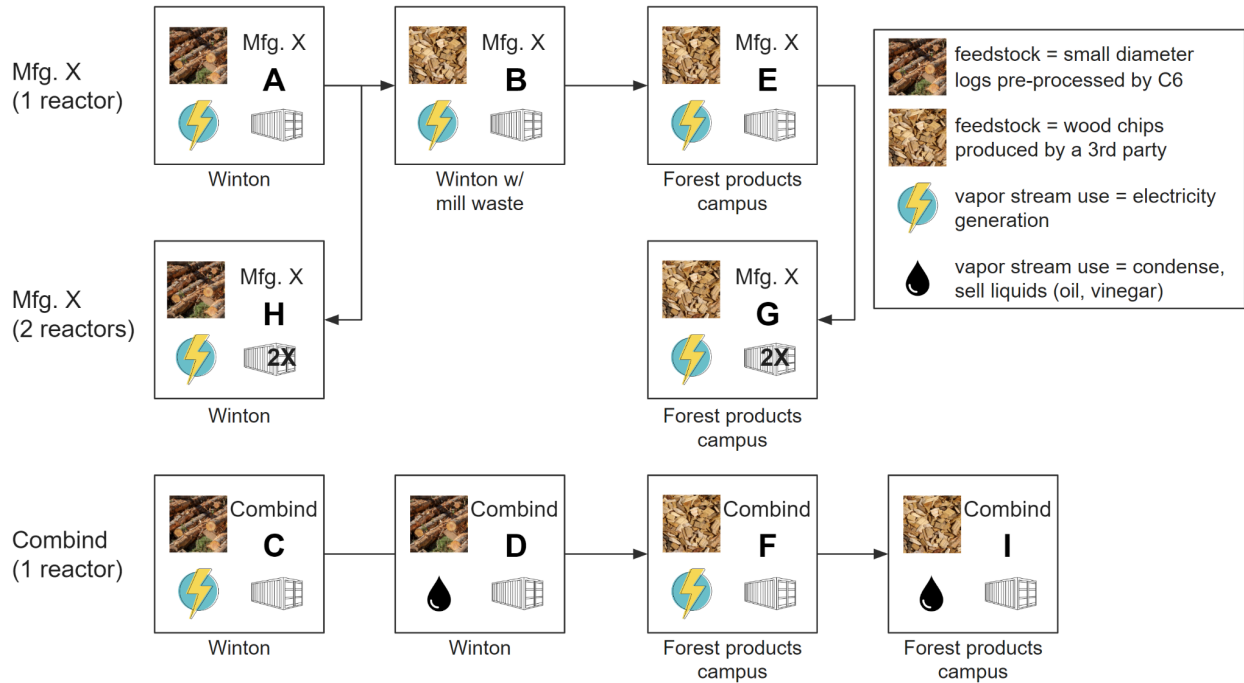 Mfg. X
(1 reactor)
Mfg. X
A
Winton
Mfg. X
B
Winton w/
mill waste
Mfg. X
E
Forest products
campus
feedstock = small diameter
logs pre-processed by C6
feedstock = wood chips
produced by a 3rd party
vapor stream use = electricity
generation
vapor stream use = condense,
sell liquids (oil, vinegar)
Mfg. X
(2 reactors)
Mfg. X
H
2X
Winton
Mfg. X
G
2X
Forest products
campus
Combind
(1 reactor)
Combind
C
Winton
Combind
D
Winton
Combind
F
Forest products
campus
Combind
I
Forest products
campus